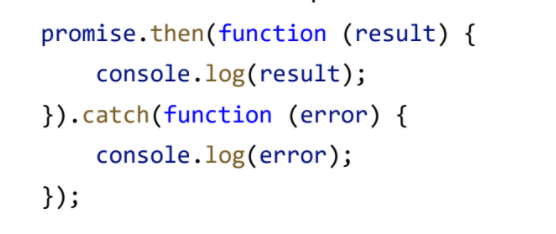 promise.then(function (result) {
    console.log(result);
}).catch(function (error) {
    console.log(error);
});